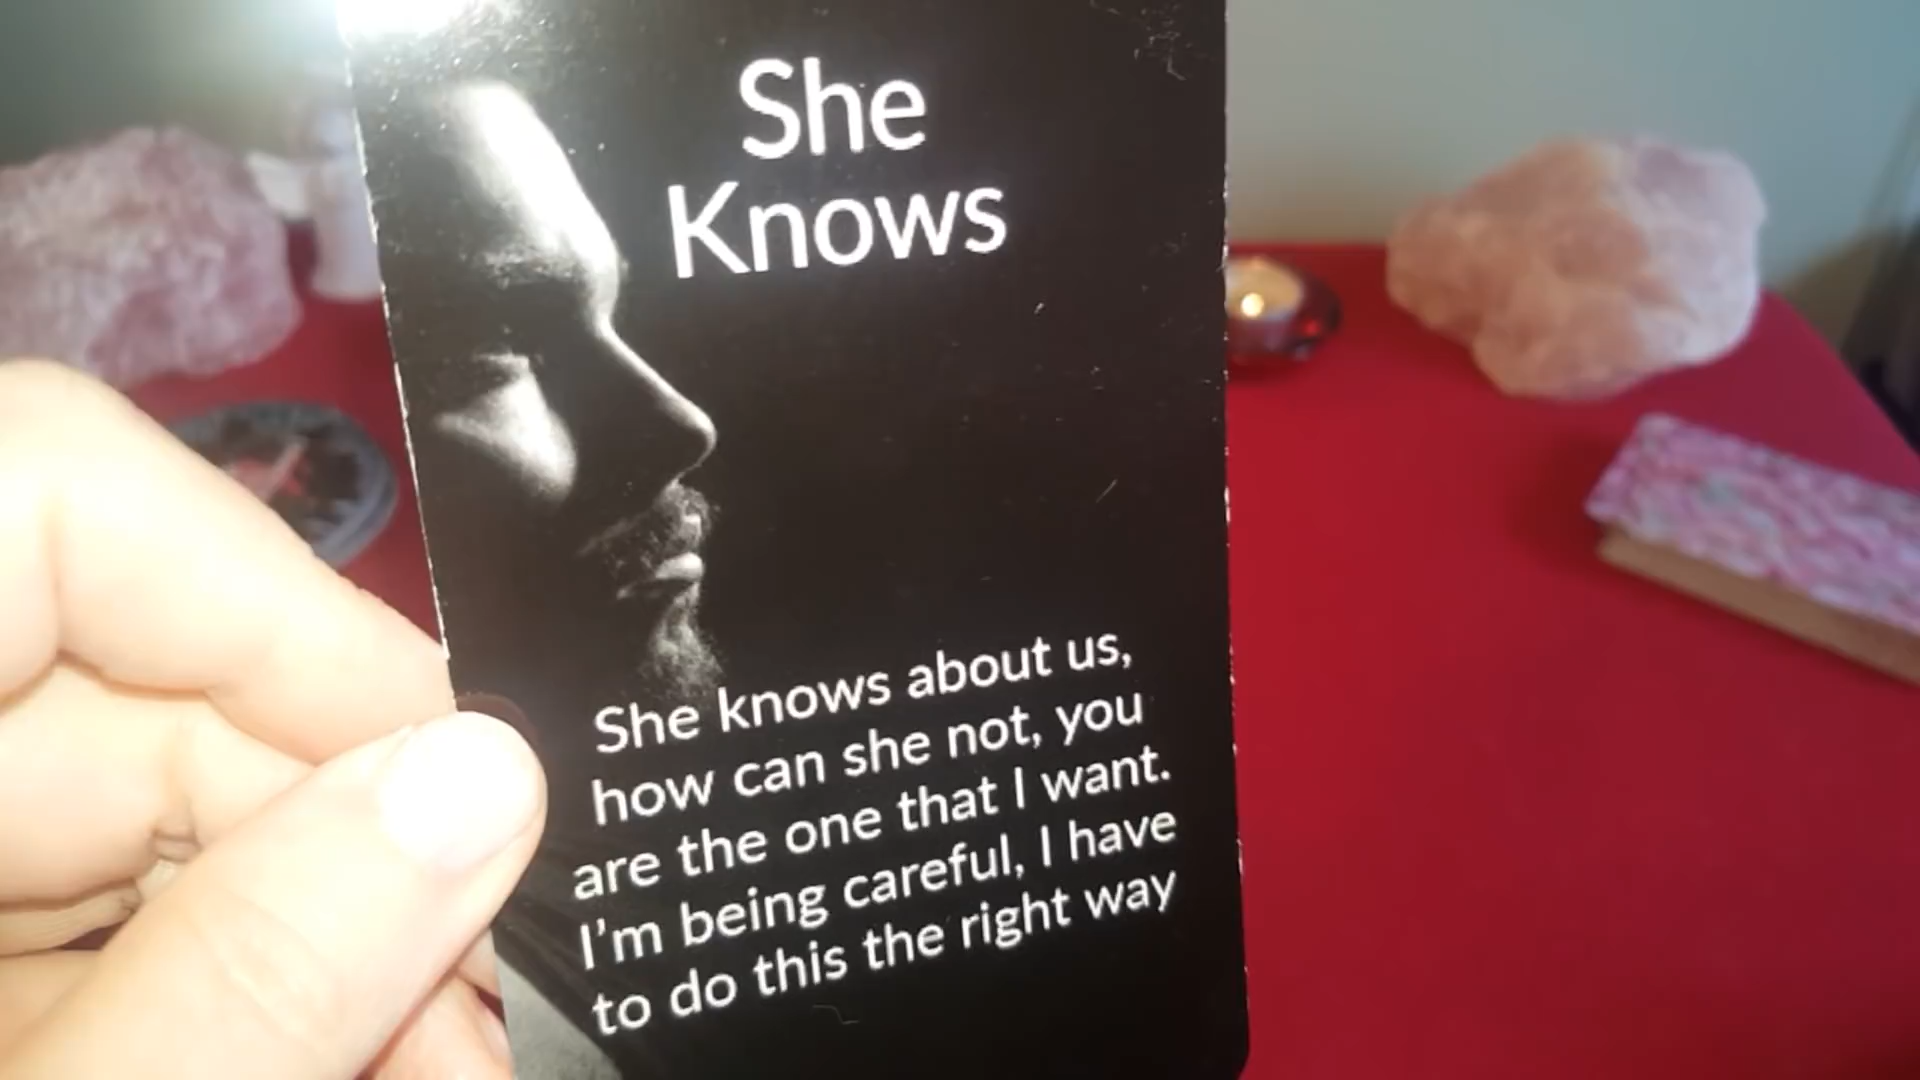 She
Knows
She knows about us,
how can she not, you
are the one that I want.
I'm being careful, I have
to do this the right way